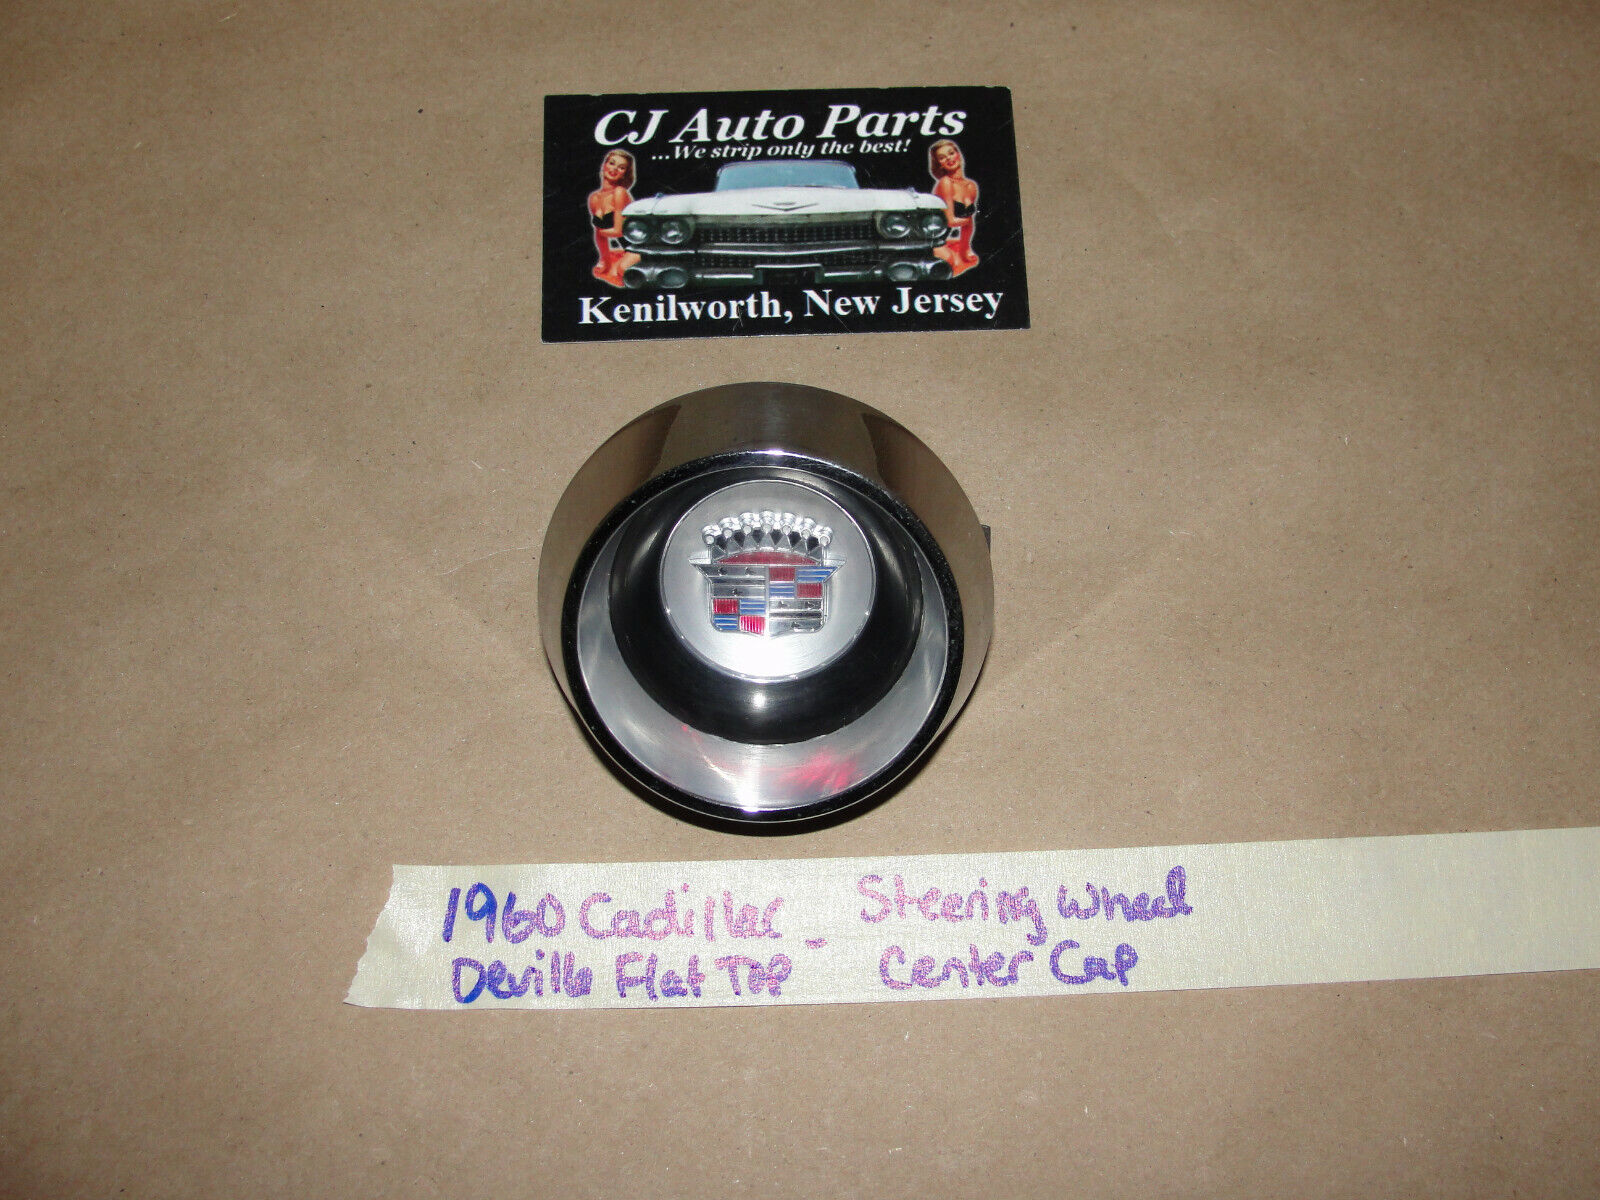 CJ Auto Parts
...We strip only the best!
Kenilworth, New Jersey
1960 Cadillac - Steering Wheel
Deville Flat Top Center Cap